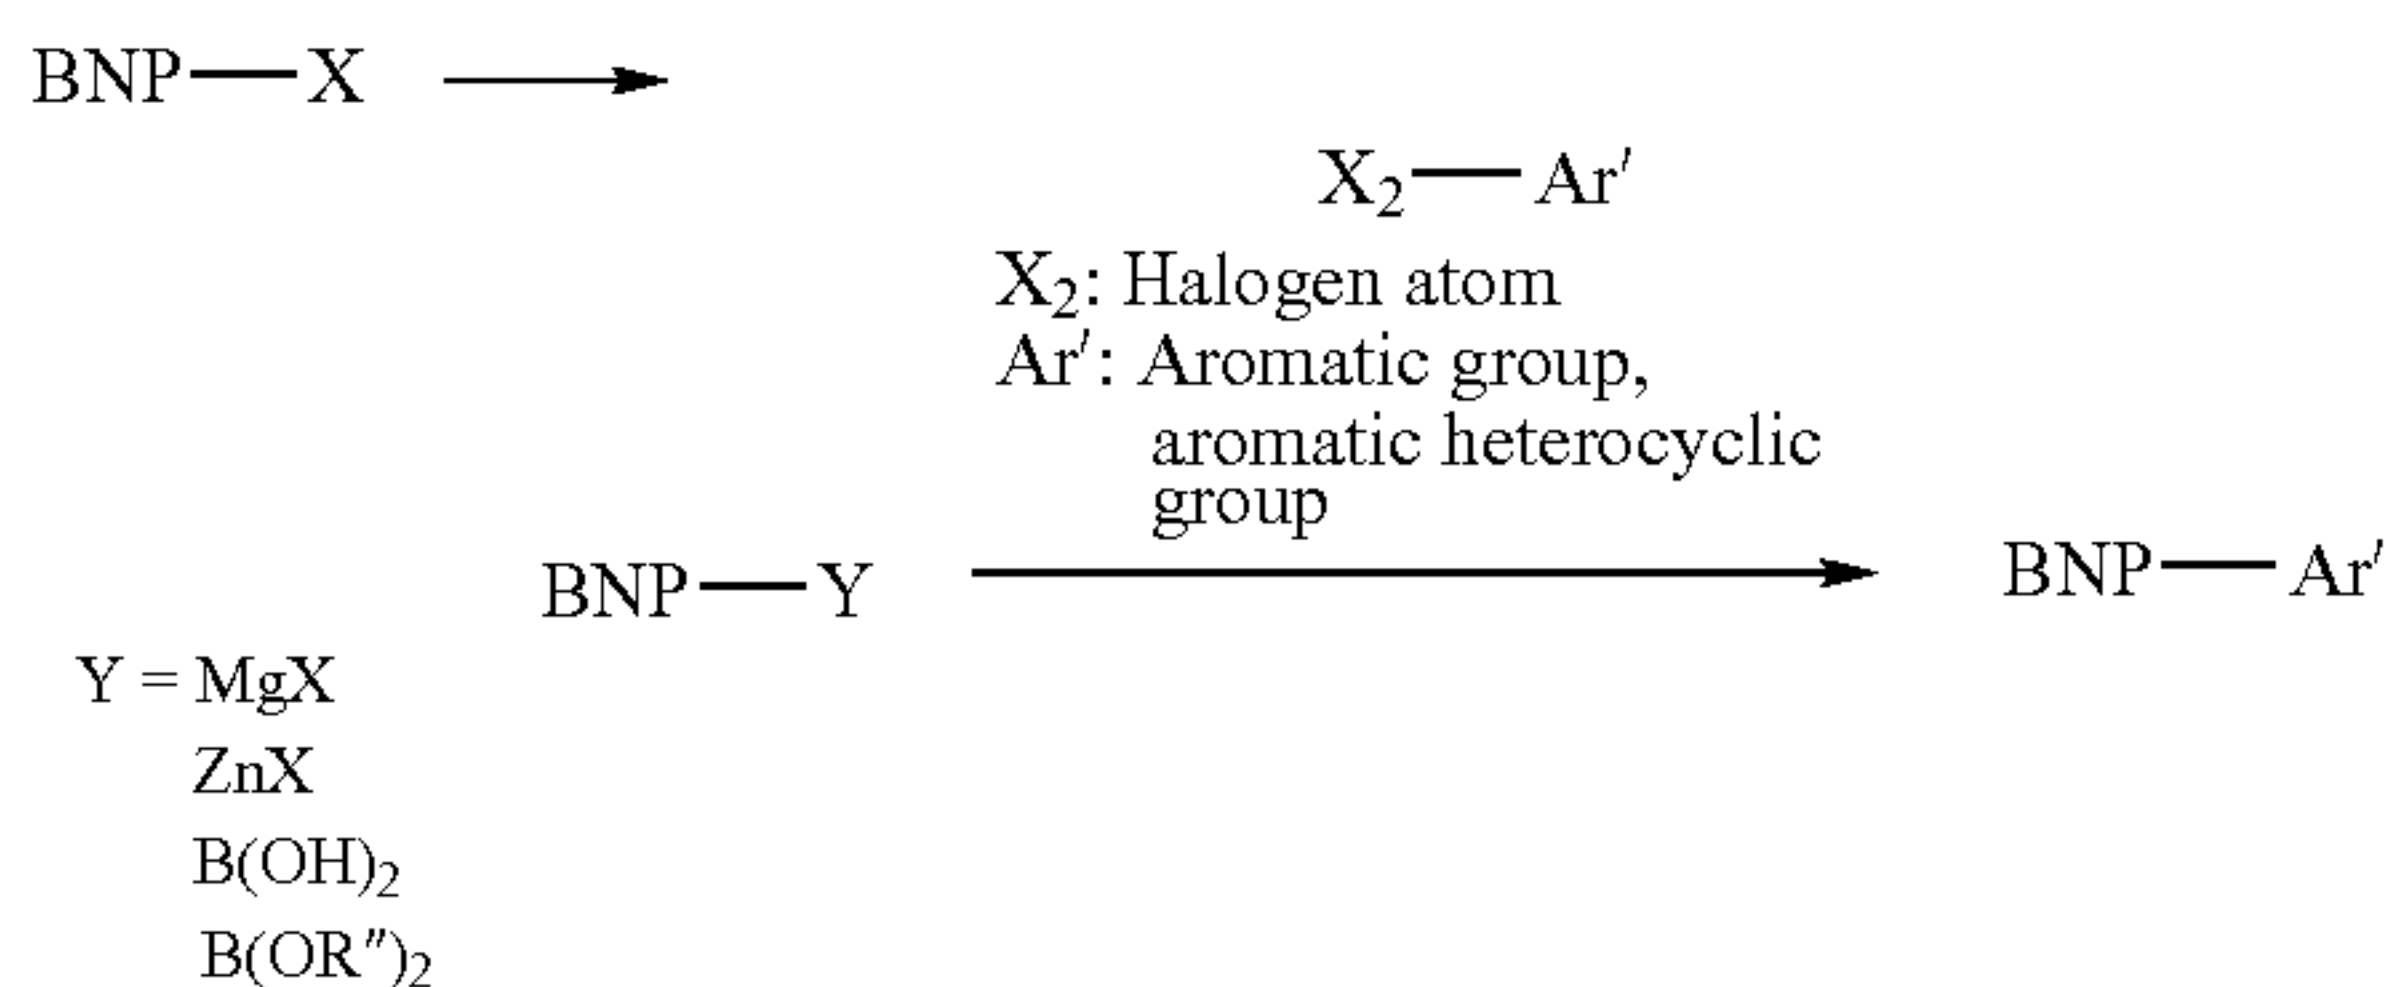 BNP—X
X2—Ar′
X2: Halogen atom
Ar′: Aromatic group,
aromatic heterocyclic
group
BNP—Y
BNP—Ar′
Y = MgX
ZnX
B(OH)2
B(OR″)2